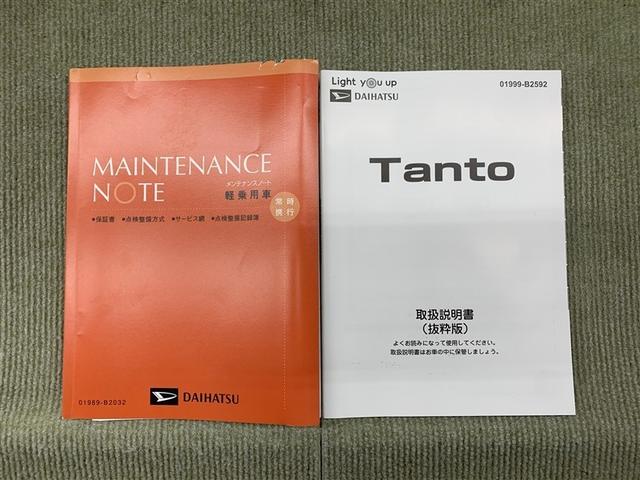 MAINTENANCE
NOTE
メンテナンスノート
軽乗用車
常時
携行
●保証書 ●点検整備方式 ●サービス網 ●点検整備記録簿
DAIHATSU
01989-B2032
Light you up
DAIHATSU
01999-B2592
Tanto
取扱説明書
（抜粋版）
よくお読みになって使用してください。
取扱説明書はお車の中に保管しましょう。